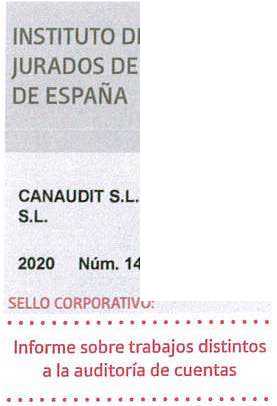 INSTITUTO
JURADOS DE
DE ESPAÑA
CANAUDIT S.L.
S.L.
2020 Núm. 14
SELLO CORPORATIVO:
Informe sobre trabajos distintos
a la auditoría de cuentas